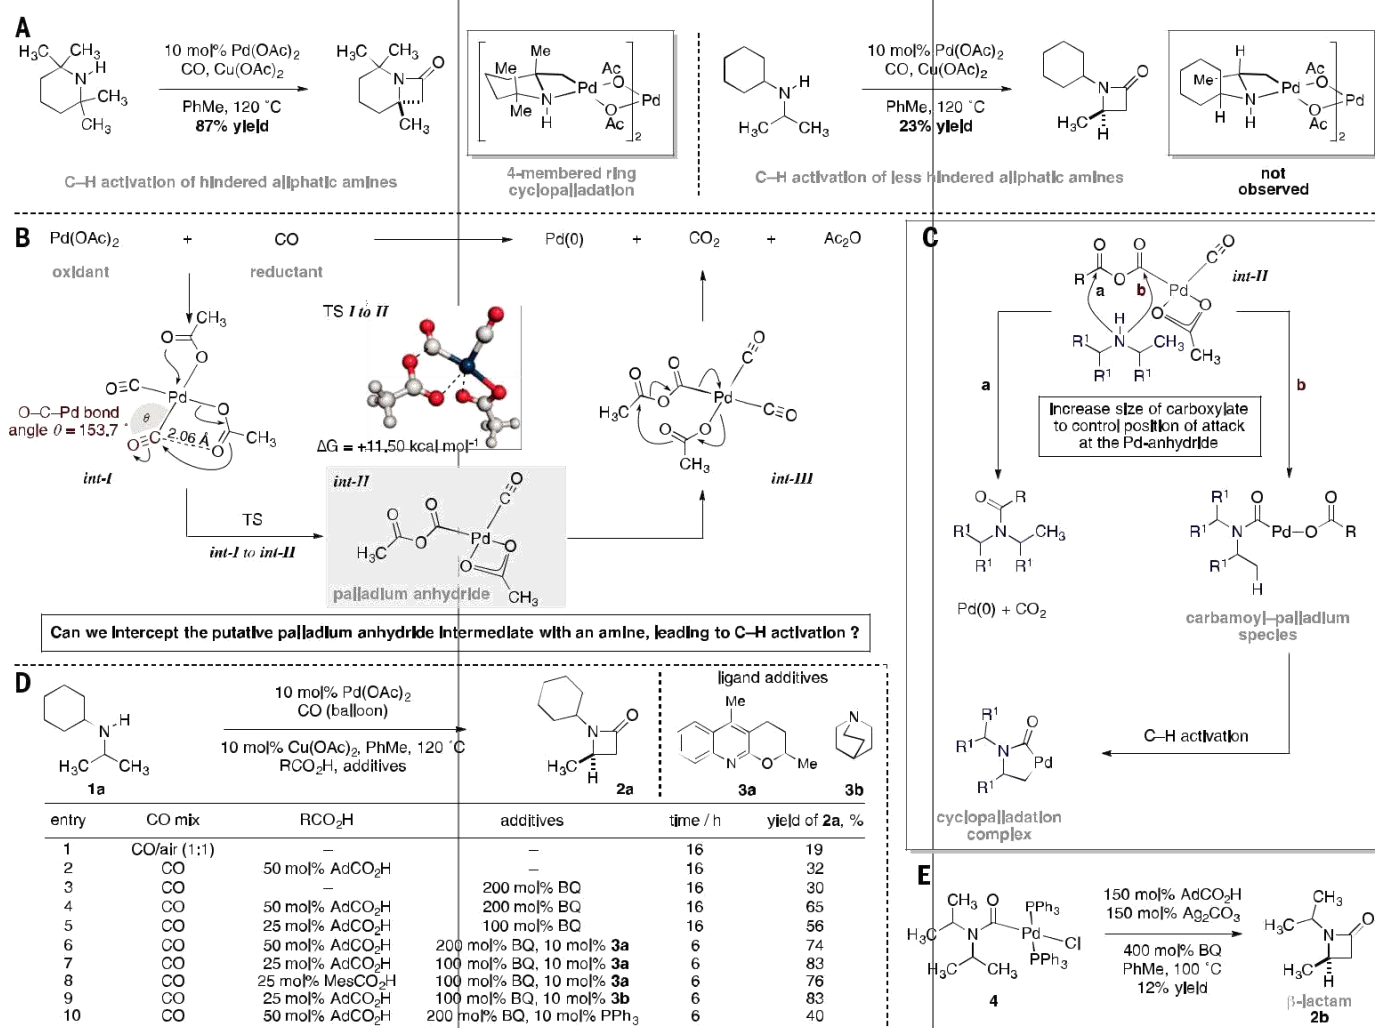 A
H₃C CH₃
N H
CH₃
CH₃
10 mol% Pd(OAc)₂
CO, Cu(OAc)₂
PhMe, 120 ˚C
87% yield
H₃C CH₃
N O
CH₃
Me
Me
Me
N
H
Pd
Ac
O
O
Ac
Pd
2
C–H activation of hindered aliphatic amines
4-membered ring
cyclopalladation
N H
H₃C CH₃
10 mol% Pd(OAc)₂
CO, Cu(OAc)₂
PhMe, 120 ˚C
23% yield
N O
H₃C
H
H
Me
H
N
H
Pd
Ac
O
O
Ac
Pd
2
C–H activation of less hindered aliphatic amines
not
observed
B
Pd(OAc)₂ + CO Pd(0) + CO₂ + Ac₂O
oxidant reductant
CH₃
O
O
OC
Pd
O
O–C–Pd bond
angle θ = 153.7 ˚
θ
2.06 Å
OC
O
CH₃
int-I
TS I to II
ΔG = +11.50 kcal mol⁻¹
TS
int-I to int-II
int-II
O
C
O O
H₃C O
Pd O
O
CH₃
palladium anhydride
O
C
O O
H₃C O
Pd
CO
O
O
CH₃
int-III
Can we intercept the putative palladium anhydride intermediate with an amine, leading to C–H activation ?
C
O O
R O
a b
O
C
Pd
O
O
CH₃
int-II
H
R¹ N CH₃
R¹ R¹
a
b
Increase size of carboxylate
to control position of attack
at the Pd-anhydride
O R
R¹ N CH₃
R¹ R¹
Pd(0) + CO₂
R¹ O O
R¹ N Pd O R
R¹
H
carbamoyl–palladium
species
C–H activation
R¹ O
R¹ N
Pd
R¹
cyclopalladation
complex
D
N H
H₃C CH₃
1a
10 mol% Pd(OAc)₂
CO (balloon)
10 mol% Cu(OAc)₂, PhMe, 120 ˚C
RCO₂H, additives
N O
H₃C
H
2a
ligand additives
Me
N O Me
3a
N
3b
entry CO mix RCO₂H additives time / h yield of 2a, %
1 CO/air (1:1) – – 16 19
2 CO 50 mol% AdCO₂H – 16 32
3 CO – 200 mol% BQ 16 30
4 CO 50 mol% AdCO₂H 200 mol% BQ 16 65
5 CO 25 mol% AdCO₂H 100 mol% BQ 16 56
6 CO 50 mol% AdCO₂H 200 mol% BQ, 10 mol% 3a 6 74
7 CO 25 mol% AdCO₂H 100 mol% BQ, 10 mol% 3a 6 83
8 CO 25 mol% MesCO₂H 100 mol% BQ, 10 mol% 3a 6 76
9 CO 25 mol% AdCO₂H 100 mol% BQ, 10 mol% 3b 6 83
10 CO 50 mol% AdCO₂H 200 mol% BQ, 10 mol% PPh₃ 6 40
E
CH₃
H₃C
N
O
PPh₃
Pd
Cl
PPh₃
H₃C CH₃
4
150 mol% AdCO₂H
150 mol% Ag₂CO₃
400 mol% BQ
PhMe, 100 ˚C
12% yield
CH₃
H₃C
N O
H₃C
H
β-lactam
2b